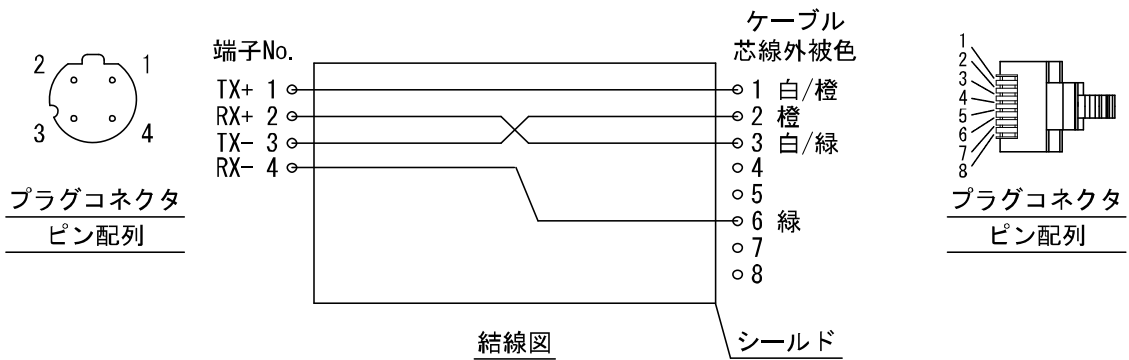 2 1
3 4
プラグコネクタ
ピン配列
端子No.
TX+ 1
RX+ 2
TX- 3
RX- 4
ケーブル
芯線外被色
1 白/橙
2 橙
3 白/緑
4
5
6 緑
7
8
結線図
シールド
1
2
3
4
5
6
7
8
プラグコネクタ
ピン配列